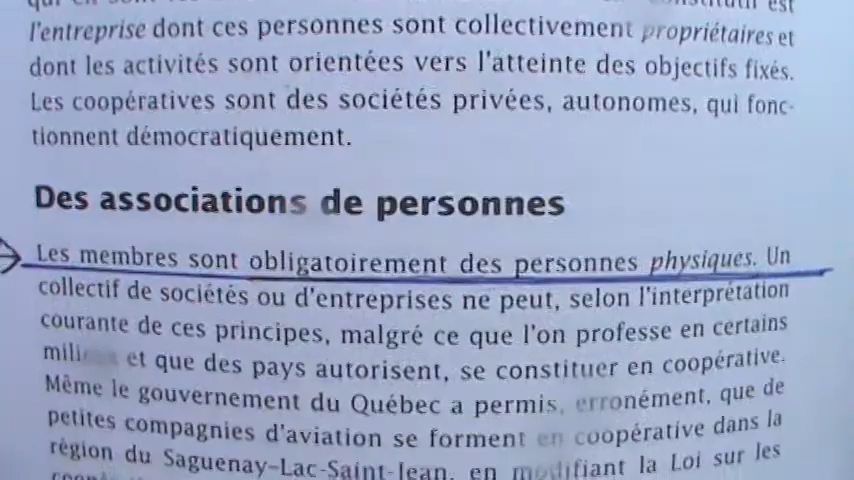 est
l'entreprise dont ces personnes sont collectivement propriétaires et
dont les activités sont orientées vers l'atteinte des objectifs fixés.
Les coopératives sont des sociétés privées, autonomes, qui fonc-
tionnent démocratiquement.
Des associations de personnes
Les membres sont obligatoirement des personnes physiques. Un
collectif de sociétés ou d'entreprises ne peut, selon l'interprétation
courante de ces principes, malgré ce que l'on professe en certains
et que des pays autorisent, se constituer en coopérative.
Même le gouvernement du Québec a permis, erronément, que de
petites compagnies d'aviation se forment en coopérative dans la
région du Saguenay–Lac-Saint-Jean, en modifiant la Loi sur les